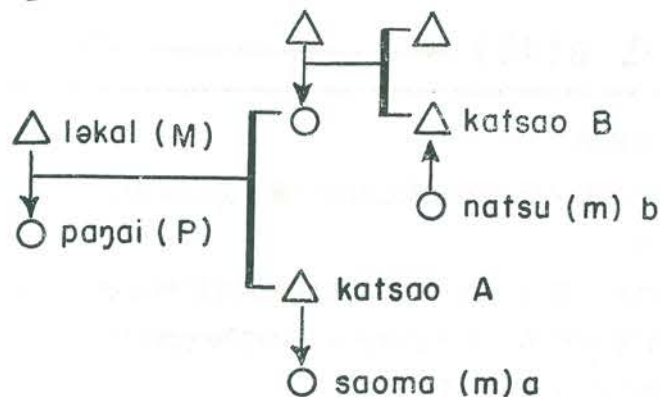 katsao B
ləkal (M)
natsu (m) b
paŋai (P)
katsao A
saoma (m) a